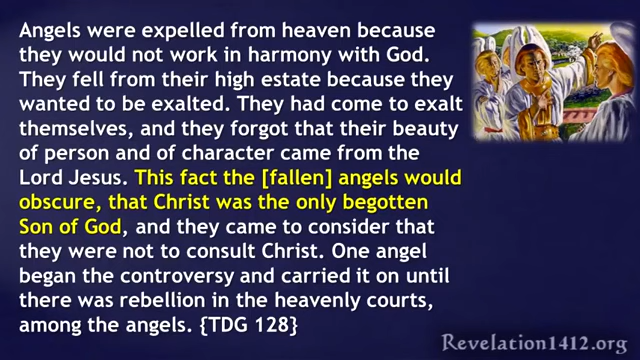 Angels were expelled from heaven because
they would not work in harmony with God.
They fell from their high estate because they
wanted to be exalted. They had come to exalt
themselves, and they forgot that their beauty
of person and of character came from the
Lord Jesus. This fact the [fallen] angels would
obscure, that Christ was the only begotten
Son of God, and they came to consider that
they were not to consult Christ. One angel
began the controversy and carried it on until
there was rebellion in the heavenly courts,
among the angels. {TDG 128}
Revelation1412.org